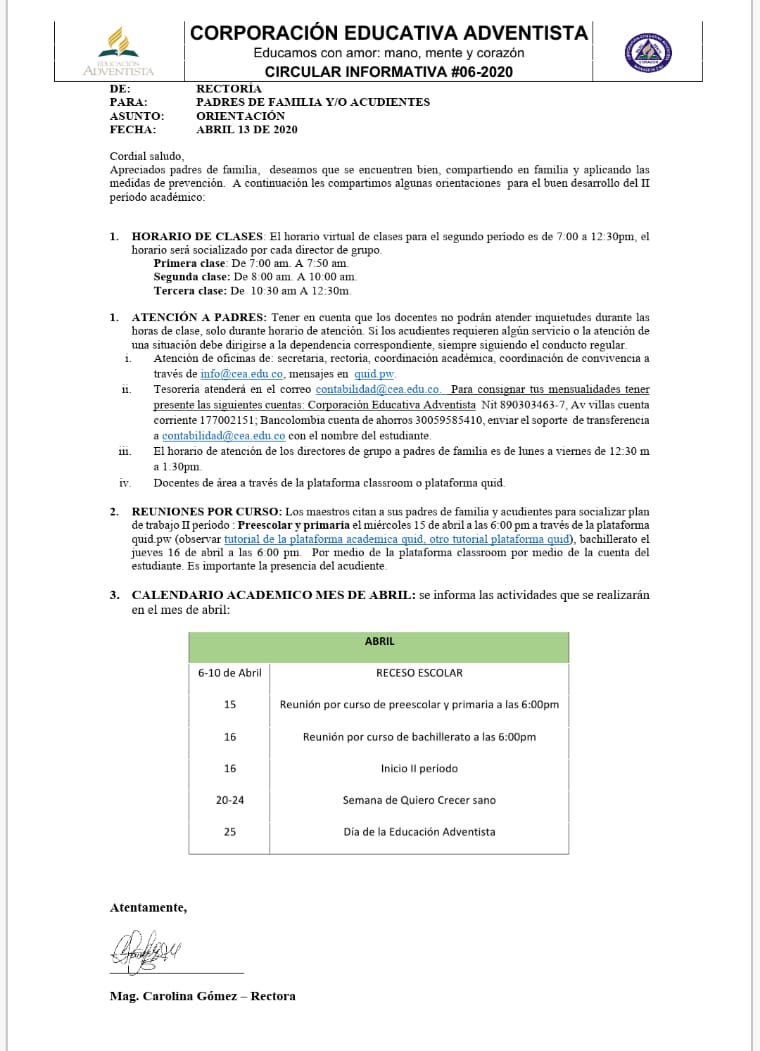 EDUCACIÓN
ADVENTISTA
CORPORACIÓN EDUCATIVA ADVENTISTA
Educamos con amor: mano, mente y corazón
CIRCULAR INFORMATIVA #06-2020
DE: RECTORÍA
PARA: PADRES DE FAMILIA Y/O ACUDIENTES
ASUNTO: ORIENTACIÓN
FECHA: ABRIL 13 DE 2020
Cordial saludo,
Apreciados padres de familia, deseamos que se encuentren bien, compartiendo en familia y aplicando las
medidas de prevención. A continuación les compartimos algunas orientaciones para el buen desarrollo del II
período académico:
1. HORARIO DE CLASES: El horario virtual de clases para el segundo período es de 7:00 a 12:30pm, el
horario será socializado por cada director de grupo.
Primera clase: De 7:00 am. A 7:50 am.
Segunda clase: De 8:00 am. A 10:00 am.
Tercera clase: De 10:30 am A 12:30m.
1. ATENCIÓN A PADRES: Tener en cuenta que los docentes no podrán atender inquietudes durante las
horas de clase, solo durante horario de atención. Si los acudientes requieren algún servicio o la atención de
una situación debe dirigirse a la dependencia correspondiente, siempre siguiendo el conducto regular.
i. Atención de oficinas de: secretaria, rectoria, coordinación académica, coordinación de convivencia a
través de info@cea.edu.co, mensajes en quid.pw.
ii. Tesorería atenderá en el correo contabilidad@cea.edu.co. Para consignar tus mensualidades tener
presente las siguientes cuentas: Corporación Educativa Adventista Nit 890303463-7, Av villas cuenta
corriente 177002151; Bancolombia cuenta de ahorros 30059585410, enviar el soporte de transferencia
a contabilidad@cea.edu.co con el nombre del estudiante.
iii. El horario de atención de los directores de grupo a padres de familia es de lunes a viernes de 12:30 m
a 1:30pm.
iv. Docentes de área a través de la plataforma classroom o plataforma quid.
2. REUNIONES POR CURSO: Los maestros citan a sus padres de familia y acudientes para socializar plan
de trabajo II período : Preescolar y primaria el miércoles 15 de abril a las 6:00 pm a través de la plataforma
quid.pw (observar tutorial de la plataforma academica quid, otro tutorial plataforma quid), bachillerato el
jueves 16 de abril a las 6:00 pm. Por medio de la plataforma classroom por medio de la cuenta del
estudiante. Es importante la presencia del acudiente.
3. CALENDARIO ACADEMICO MES DE ABRIL: se informa las actividades que se realizarán
en el mes de abril:
ABRIL
6-10 de Abril RECESO ESCOLAR
15 Reunión por curso de preescolar y primaria a las 6:00pm
16 Reunión por curso de bachillerato a las 6:00pm
16 Inicio II período
20-24 Semana de Quiero Crecer sano
25 Día de la Educación Adventista
Atentamente,
Mag. Carolina Gómez – Rectora